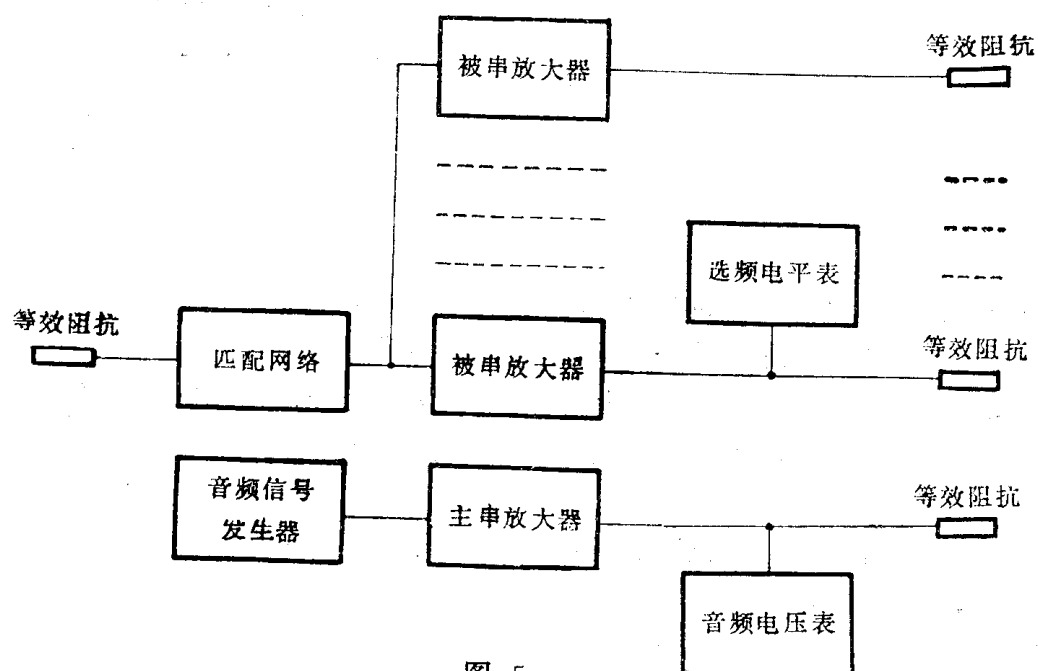 被串放大器
等效阻抗
选频电平表
等效阻抗
匹配网络
被串放大器
等效阻抗
音频信号
发生器
主串放大器
等效阻抗
音频电压表
图 5